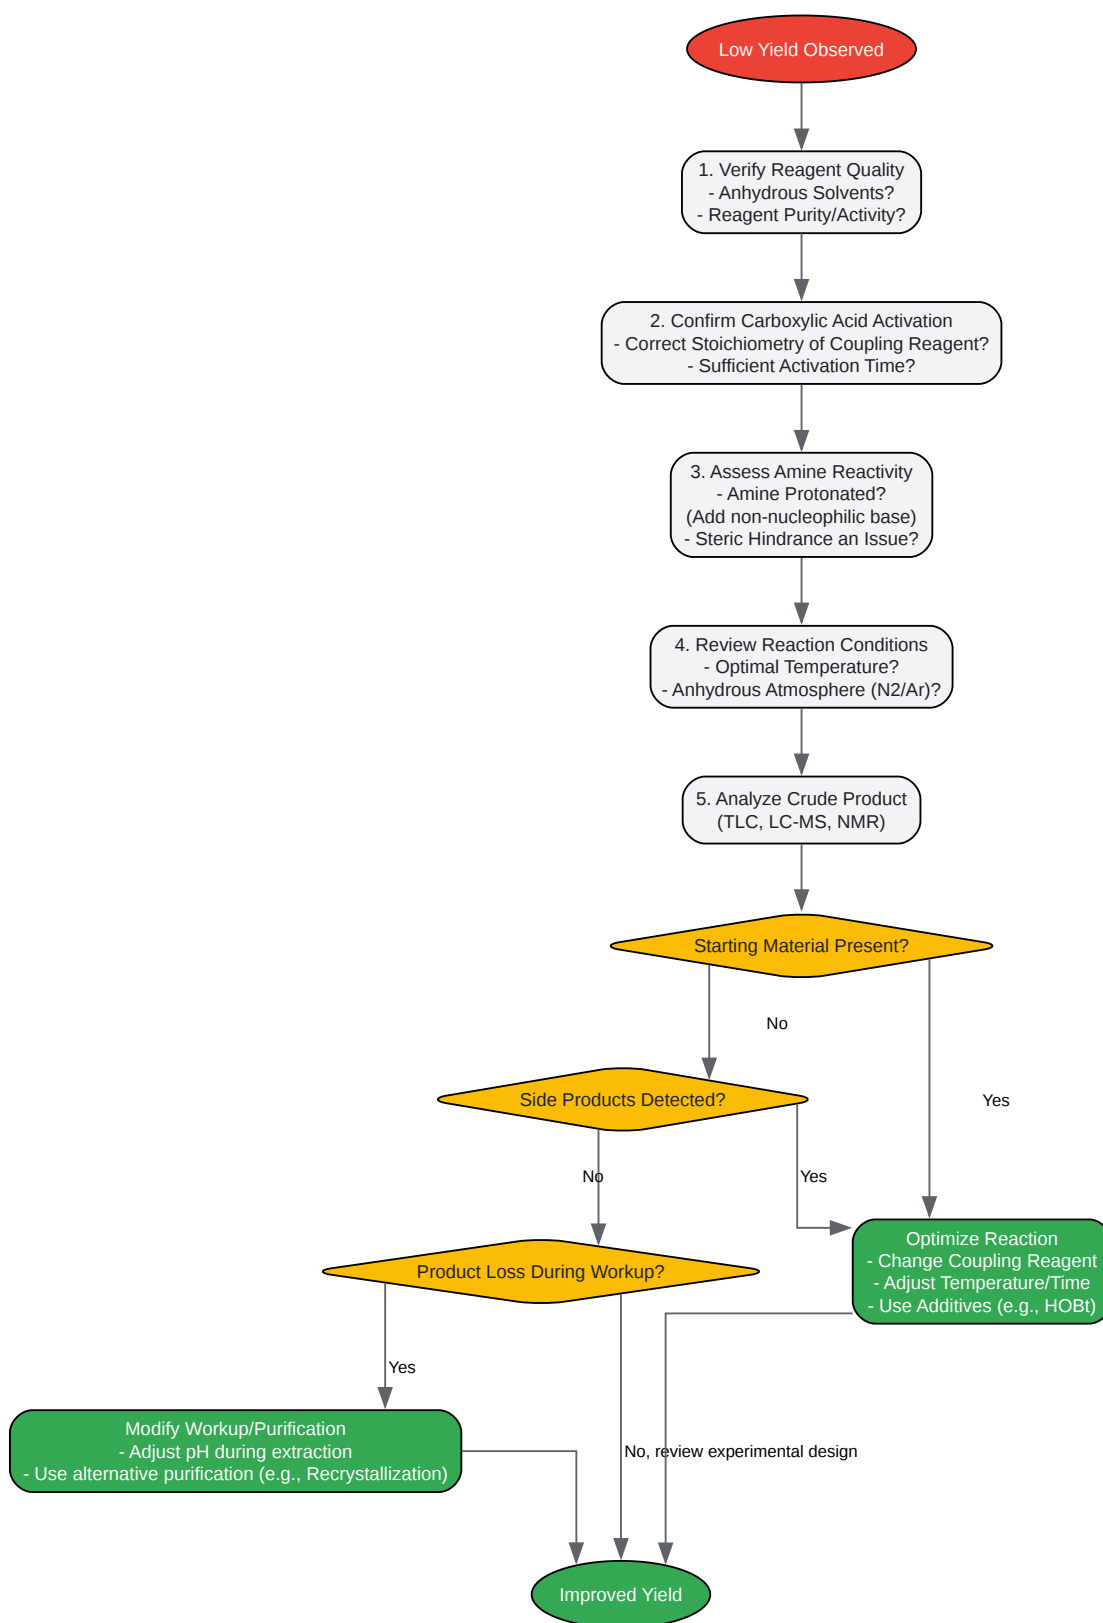 Low Yield Observed
1. Verify Reagent Quality
- Anhydrous Solvents?
- Reagent Purity/Activity?
2. Confirm Carboxylic Acid Activation
- Correct Stoichiometry of Coupling Reagent?
- Sufficient Activation Time?
3. Assess Amine Reactivity
- Amine Protonated?
(Add non-nucleophilic base)
- Steric Hindrance an Issue?
4. Review Reaction Conditions
- Optimal Temperature?
- Anhydrous Atmosphere (N2/Ar)?
5. Analyze Crude Product
(TLC, LC-MS, NMR)
Starting Material Present?
No
Yes
Side Products Detected?
No
Yes
Optimize Reaction
- Change Coupling Reagent
- Adjust Temperature/Time
- Use Additives (e.g., HOBt)
Product Loss During Workup?
Yes
No, review experimental design
Modify Workup/Purification
- Adjust pH during extraction
- Use alternative purification (e.g., Recrystallization)
Improved Yield